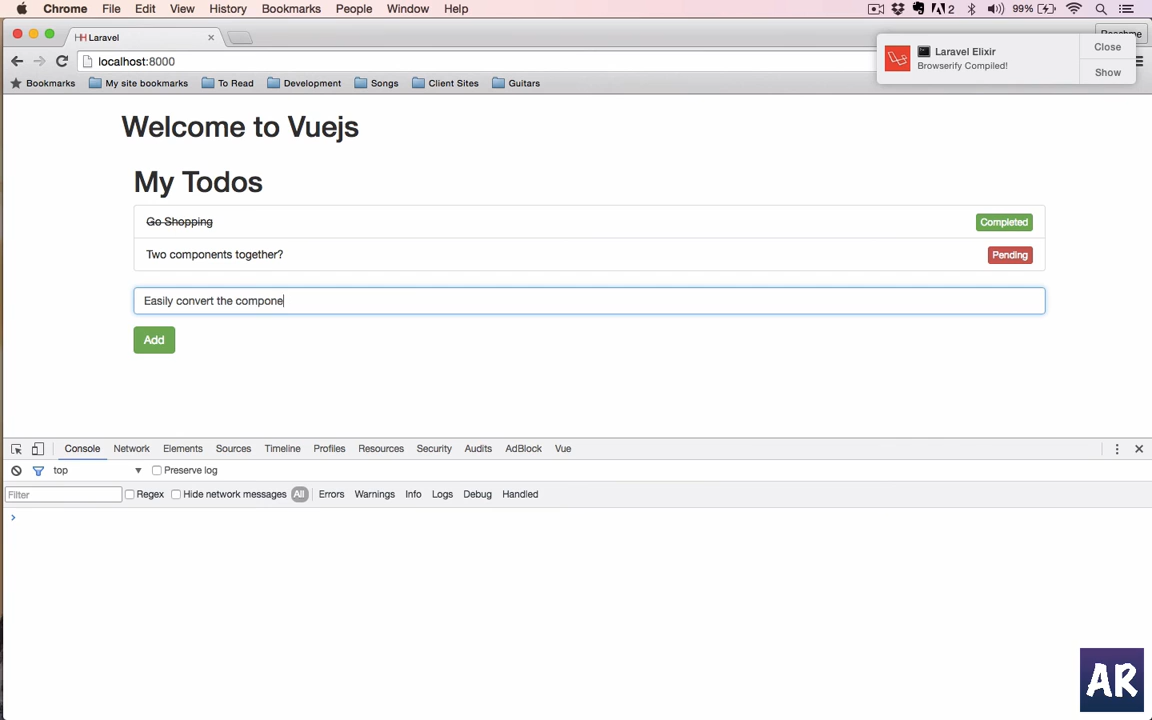 Chrome File Edit View History Bookmarks People Window Help 2 99%
Laravel
localhost:8000
Bookmarks My site bookmarks To Read Development Songs Client Sites Guitars
Laravel Elixir
Browserify Compiled!
Close
Show
Welcome to Vuejs
My Todos
Go Shopping Completed
Two components together? Pending
Easily convert the compone
Add
Console Network Elements Sources Timeline Profiles Resources Security Audits AdBlock Vue
top Preserve log
Filter Regex Hide network messages All Errors Warnings Info Logs Debug Handled
AR